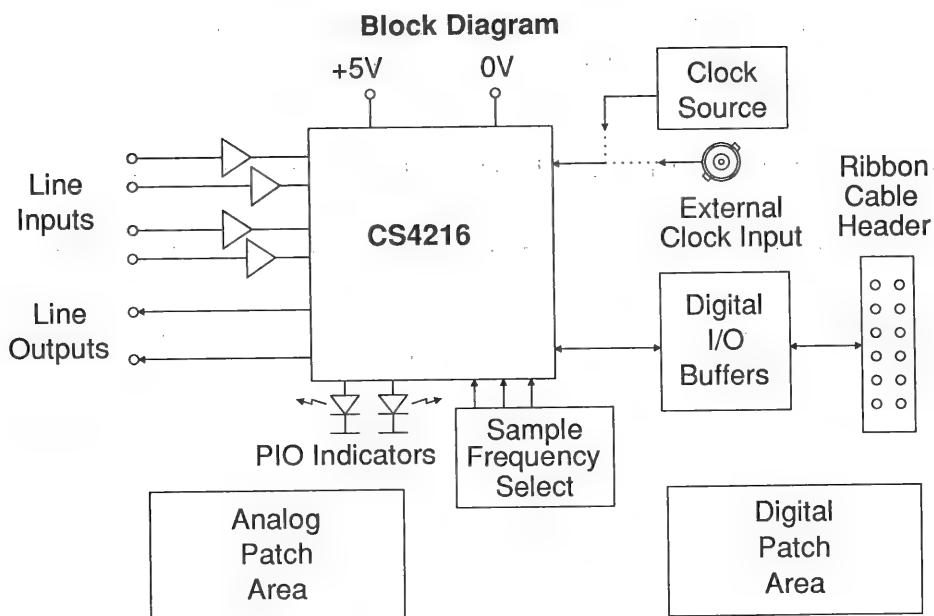 Block Diagram
+5V
0V
Clock
Source
Line
Inputs
CS4216
External
Clock Input
Ribbon
Cable
Header
Line
Outputs
Digital
I/O
Buffers
PIO Indicators
Sample
Frequency
Select
Analog
Patch
Area
Digital
Patch
Area